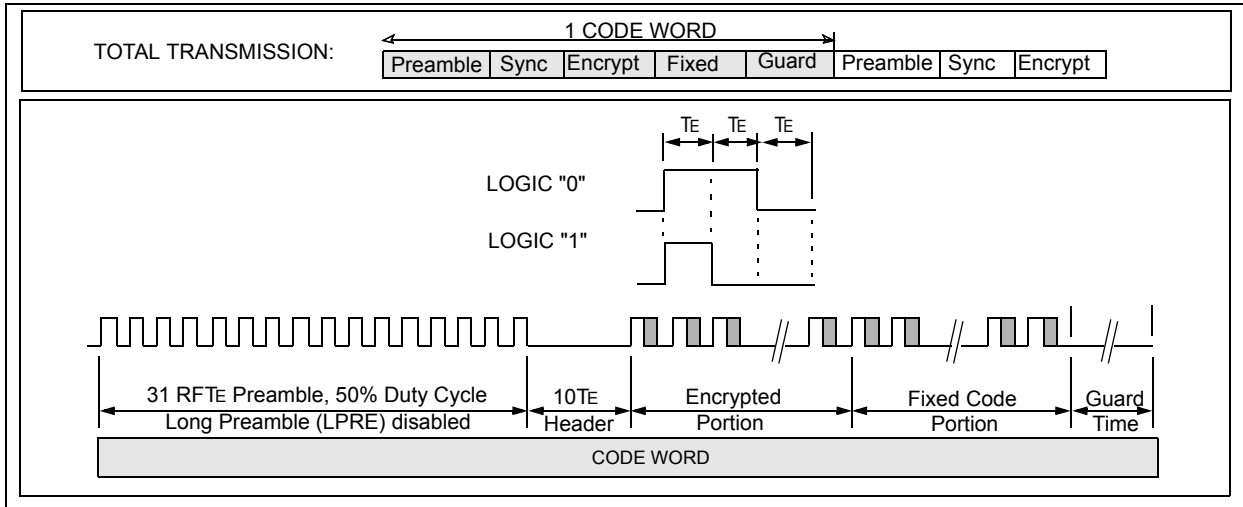 1 CODE WORD
TOTAL TRANSMISSION:
Preamble Sync Encrypt Fixed Guard Preamble Sync Encrypt
TE TE TE
LOGIC "0"
LOGIC "1"
31 RFTE Preamble, 50% Duty Cycle
Long Preamble (LPRE) disabled
10TE
Header
Encrypted
Portion
Fixed Code
Portion
Guard
Time
CODE WORD